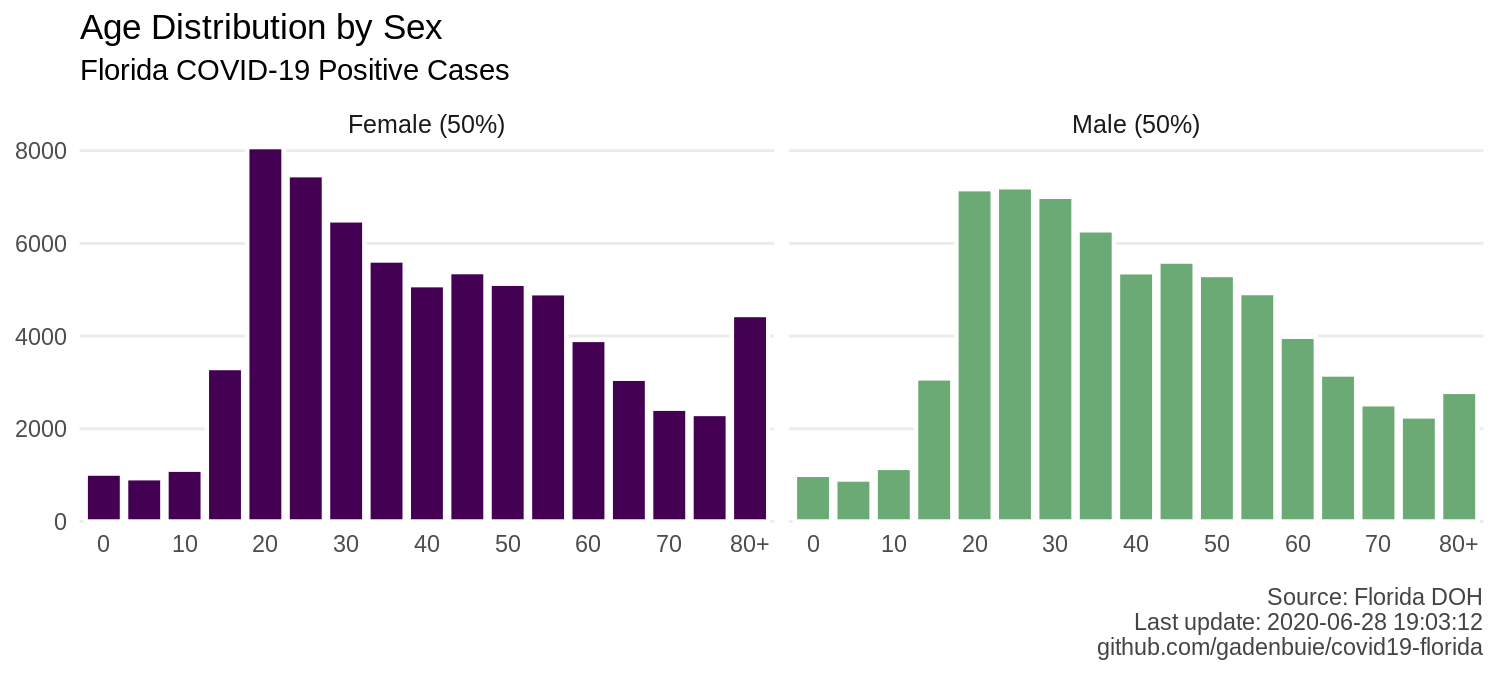 Age Distribution by Sex
Florida COVID-19 Positive Cases
Female (50%)
Male (50%)
8000
6000
4000
2000
0
0 10 20 30 40 50 60 70 80+
0 10 20 30 40 50 60 70 80+
Source: Florida DOH
Last update: 2020-06-28 19:03:12
github.com/gadenbuie/covid19-florida